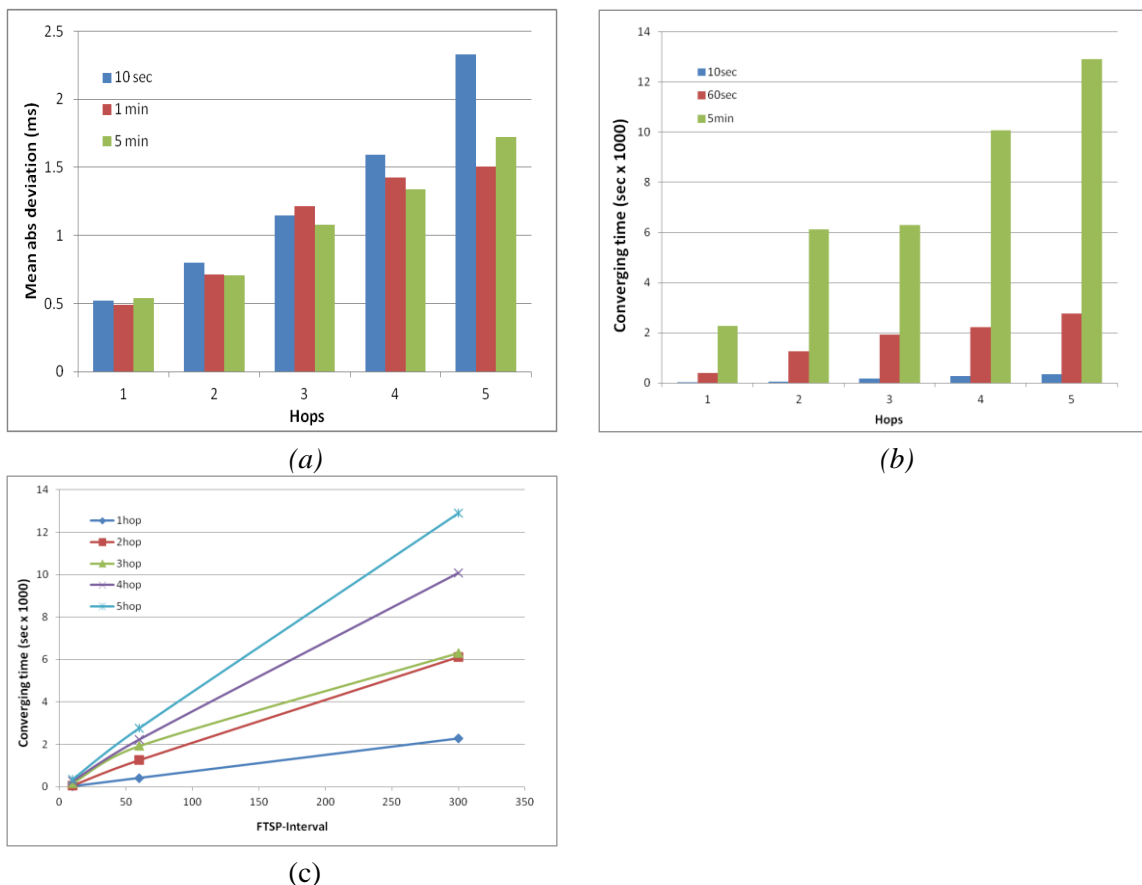 2.5
2
1.5
1
0.5
0
Mean abs deviation (ms)
10 sec
1 min
5 min
1 2 3 4 5
Hops
(a)
14
12
10
8
6
4
2
0
Converging time (sec x 1000)
10sec
60sec
5min
1 2 3 4 5
Hops
(b)
14
12
10
8
6
4
2
0
Converging time (sec x 1000)
1hop
2hop
3hop
4hop
5hop
0 50 100 150 200 250 300 350
FTSP-Interval
(c)